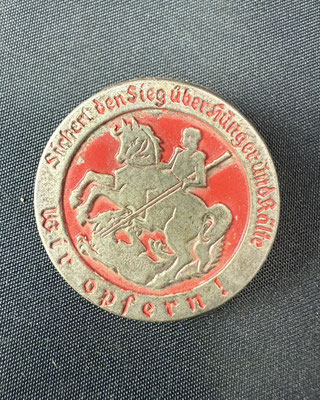 Sichert den Sieg über Hunger und Kälte
Wir opfern!